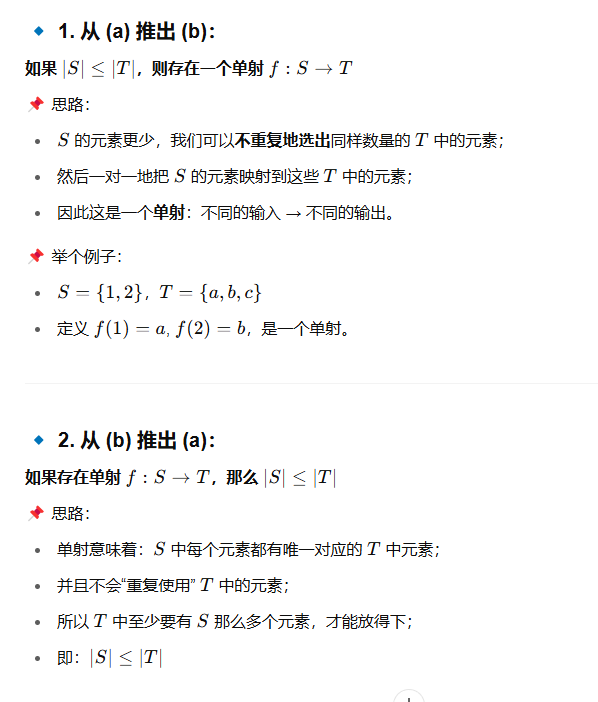 1. 从 (a) 推出 (b)：
如果 |S| ≤ |T|，则存在一个单射 f : S → T
📌 思路：
• S 的元素更少，我们可以不重复地选出同样数量的 T 中的元素；
• 然后一对一地把 S 的元素映射到这些 T 中的元素；
• 因此这是一个单射：不同的输入 → 不同的输出。
📌 举个例子：
• S = {1, 2}，T = {a, b, c}
• 定义 f(1) = a, f(2) = b，是一个单射。
2. 从 (b) 推出 (a)：
如果存在单射 f : S → T，那么 |S| ≤ |T|
📌 思路：
• 单射意味着：S 中每个元素都有唯一对应的 T 中元素；
• 并且不会“重复使用” T 中的元素；
• 所以 T 中至少要有 S 那么多个元素，才能放得下；
• 即：|S| ≤ |T|